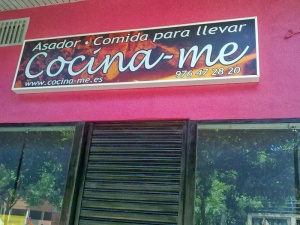 Asador · Comida para llevar
Cocina-me
976 47 28 20
www.cocina-me.es